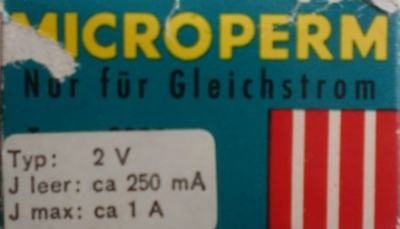 MICROPERM
Nur für Gleichstrom
Typ: 2 V
J leer: ca 250 mA
J max: ca 1 A